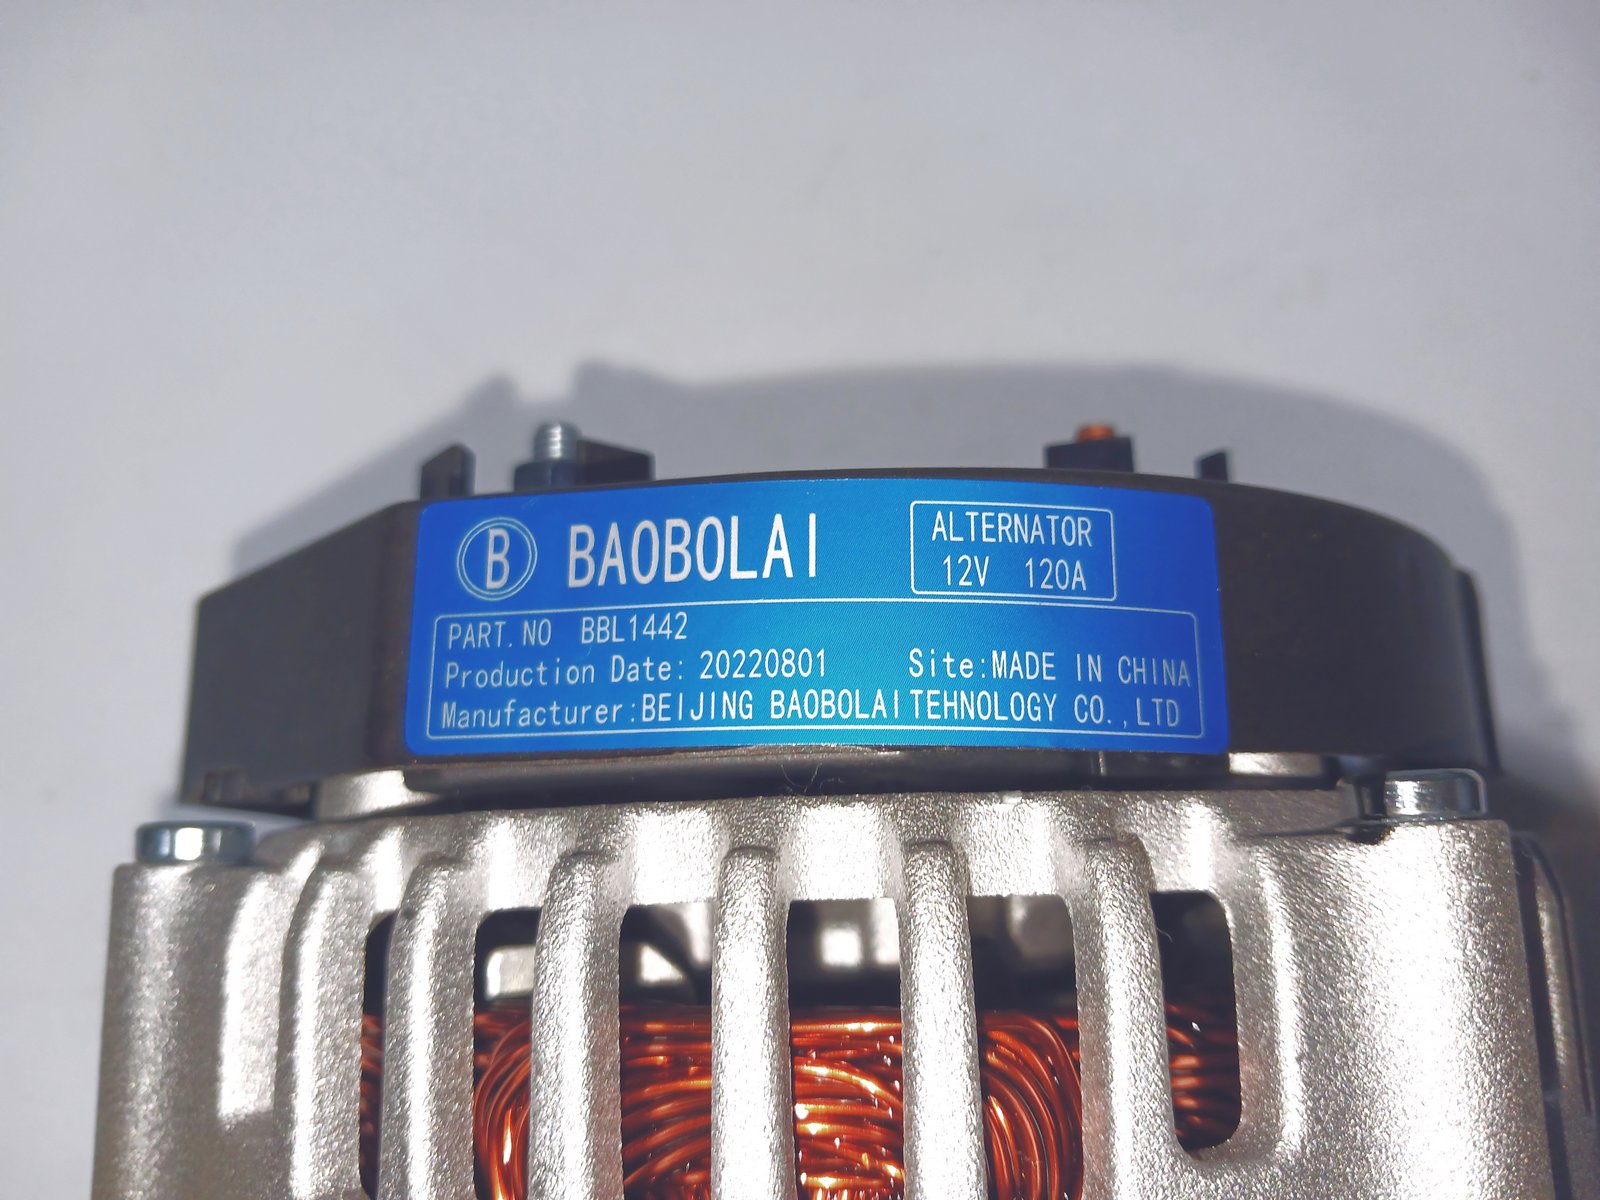 B BAOBOLAI
ALTERNATOR
12V 120A
PART.NO BBL1442
Production Date: 20220801 Site:MADE IN CHINA
Manufacturer:BEIJING BAOBOLAI TEHNOLOGY CO.,LTD